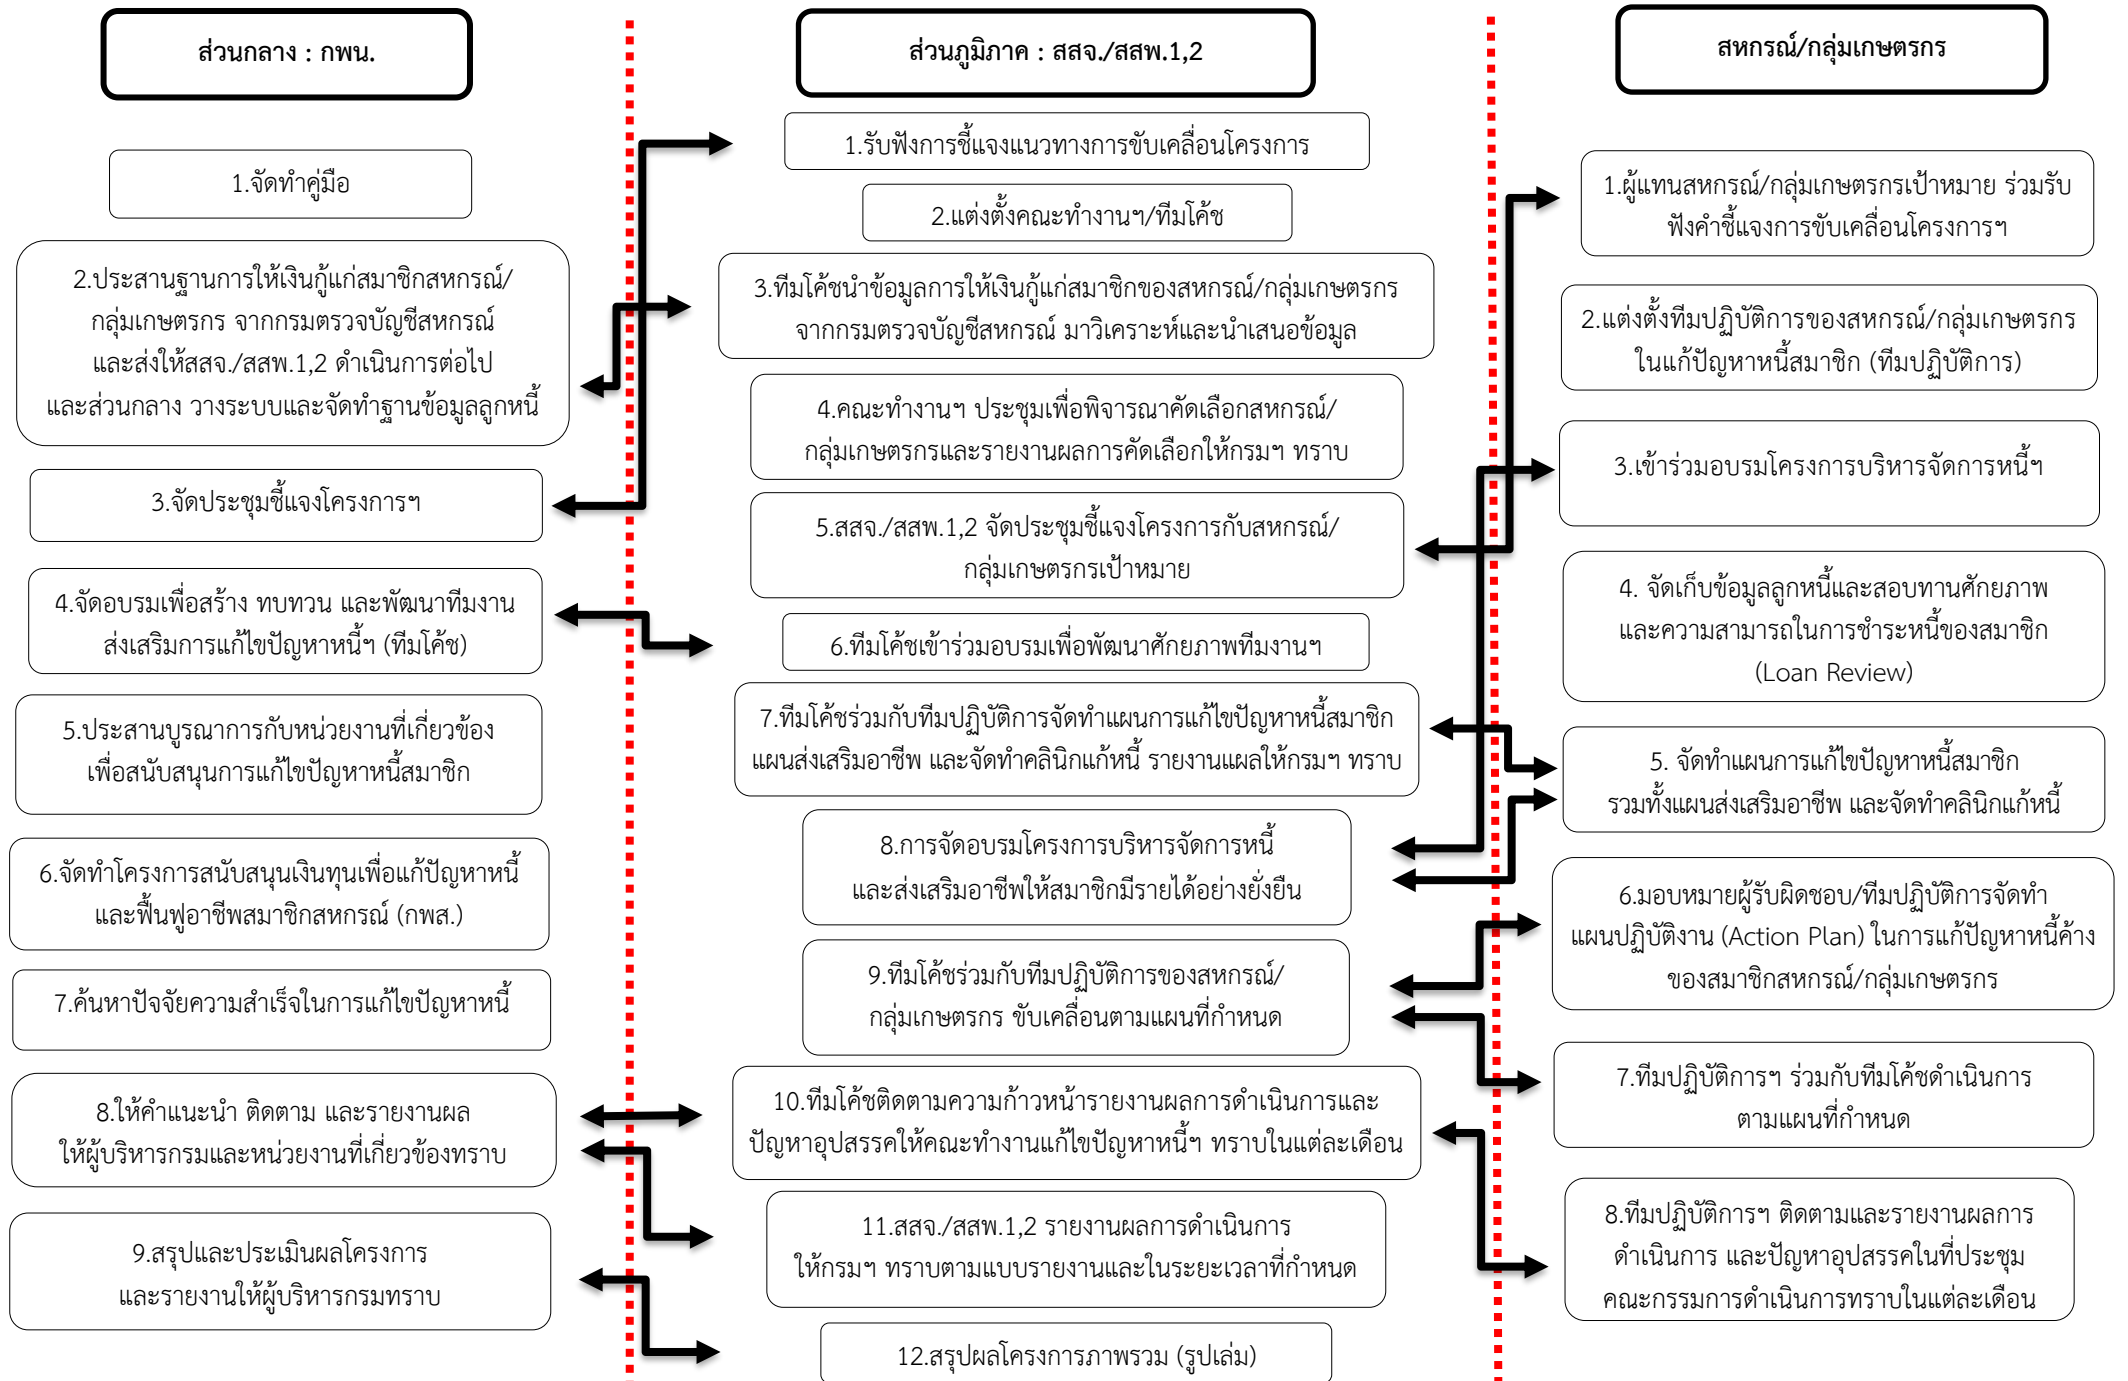 ส่วนกลาง : กพน.
1.จัดทำคู่มือ
2.ประสานฐานการให้เงินกู้แก่สมาชิกสหกรณ์/
กลุ่มเกษตรกร จากกรมตรวจบัญชีสหกรณ์
และส่งให้สสจ./สสพ.1,2 ดำเนินการต่อไป
และส่วนกลาง วางระบบและจัดทำฐานข้อมูลลูกหนี้
3.จัดประชุมชี้แจงโครงการฯ
4.จัดอบรมเพื่อสร้าง ทบทวน และพัฒนาทีมงาน
ส่งเสริมการแก้ไขปัญหาหนี้ฯ (ทีมโค้ช)
5.ประสานบูรณาการกับหน่วยงานที่เกี่ยวข้อง
เพื่อสนับสนุนการแก้ไขปัญหาหนี้สมาชิก
6.จัดทำโครงการสนับสนุนเงินทุนเพื่อแก้ปัญหาหนี้
และฟื้นฟูอาชีพสมาชิกสหกรณ์ (กพส.)
7.ค้นหาปัจจัยความสำเร็จในการแก้ไขปัญหาหนี้
8.ให้คำแนะนำ ติดตาม และรายงานผล
ให้ผู้บริหารกรมและหน่วยงานที่เกี่ยวข้องทราบ
9.สรุปและประเมินผลโครงการ
และรายงานให้ผู้บริหารกรมทราบ
ส่วนภูมิภาค : สสจ./สสพ.1,2
1.รับฟังการชี้แจงแนวทางการขับเคลื่อนโครงการ
2.แต่งตั้งคณะทำงานฯ/ทีมโค้ช
3.ทีมโค้ชนำข้อมูลการให้เงินกู้แก่สมาชิกของสหกรณ์/กลุ่มเกษตรกร
จากกรมตรวจบัญชีสหกรณ์ มาวิเคราะห์และนำเสนอข้อมูล
4.คณะทำงานฯ ประชุมเพื่อพิจารณาคัดเลือกสหกรณ์/
กลุ่มเกษตรกรและรายงานผลการคัดเลือกให้กรมฯ ทราบ
5.สสจ./สสพ.1,2 จัดประชุมชี้แจงโครงการกับสหกรณ์/
กลุ่มเกษตรกรเป้าหมาย
6.ทีมโค้ชเข้าร่วมอบรมเพื่อพัฒนาศักยภาพทีมงานฯ
7.ทีมโค้ชร่วมกับทีมปฏิบัติการจัดทำแผนการแก้ไขปัญหาหนี้สมาชิก
แผนส่งเสริมอาชีพ และจัดทำคลินิกแก้หนี้ รายงานแผลให้กรมฯ ทราบ
8.การจัดอบรมโครงการบริหารจัดการหนี้
และส่งเสริมอาชีพให้สมาชิกมีรายได้อย่างยั่งยืน
9.ทีมโค้ชร่วมกับทีมปฏิบัติการของสหกรณ์/
กลุ่มเกษตรกร ขับเคลื่อนตามแผนที่กำหนด
10.ทีมโค้ชติดตามความก้าวหน้ารายงานผลการดำเนินการและ
ปัญหาอุปสรรคให้คณะทำงานแก้ไขปัญหาหนี้ฯ ทราบในแต่ละเดือน
11.สสจ./สสพ.1,2 รายงานผลการดำเนินการ
ให้กรมฯ ทราบตามแบบรายงานและในระยะเวลาที่กำหนด
12.สรุปผลโครงการภาพรวม (รูปเล่ม)
สหกรณ์/กลุ่มเกษตรกร
1.ผู้แทนสหกรณ์/กลุ่มเกษตรกรเป้าหมาย ร่วมรับ
ฟังคำชี้แจงการขับเคลื่อนโครงการฯ
2.แต่งตั้งทีมปฏิบัติการของสหกรณ์/กลุ่มเกษตรกร
ในแก้ปัญหาหนี้สมาชิก (ทีมปฏิบัติการ)
3.เข้าร่วมอบรมโครงการบริหารจัดการหนี้ฯ
4. จัดเก็บข้อมูลลูกหนี้และสอบทานศักยภาพ
และความสามารถในการชำระหนี้ของสมาชิก
(Loan Review)
5. จัดทำแผนการแก้ไขปัญหาหนี้สมาชิก
รวมทั้งแผนส่งเสริมอาชีพ และจัดทำคลินิกแก้หนี้
6.มอบหมายผู้รับผิดชอบ/ทีมปฏิบัติการจัดทำ
แผนปฏิบัติงาน (Action Plan) ในการแก้ปัญหาหนี้ค้าง
ของสมาชิกสหกรณ์/กลุ่มเกษตรกร
7.ทีมปฏิบัติการฯ ร่วมกับทีมโค้ชดำเนินการ
ตามแผนที่กำหนด
8.ทีมปฏิบัติการฯ ติดตามและรายงานผลการ
ดำเนินการ และปัญหาอุปสรรคในที่ประชุม
คณะกรรมการดำเนินการทราบในแต่ละเดือน